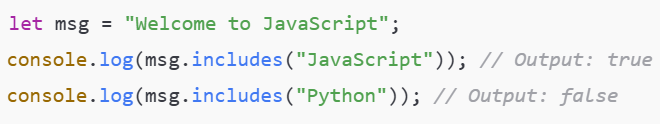 let msg = "Welcome to JavaScript";
console.log(msg.includes("JavaScript")); // Output: true
console.log(msg.includes("Python")); // Output: false